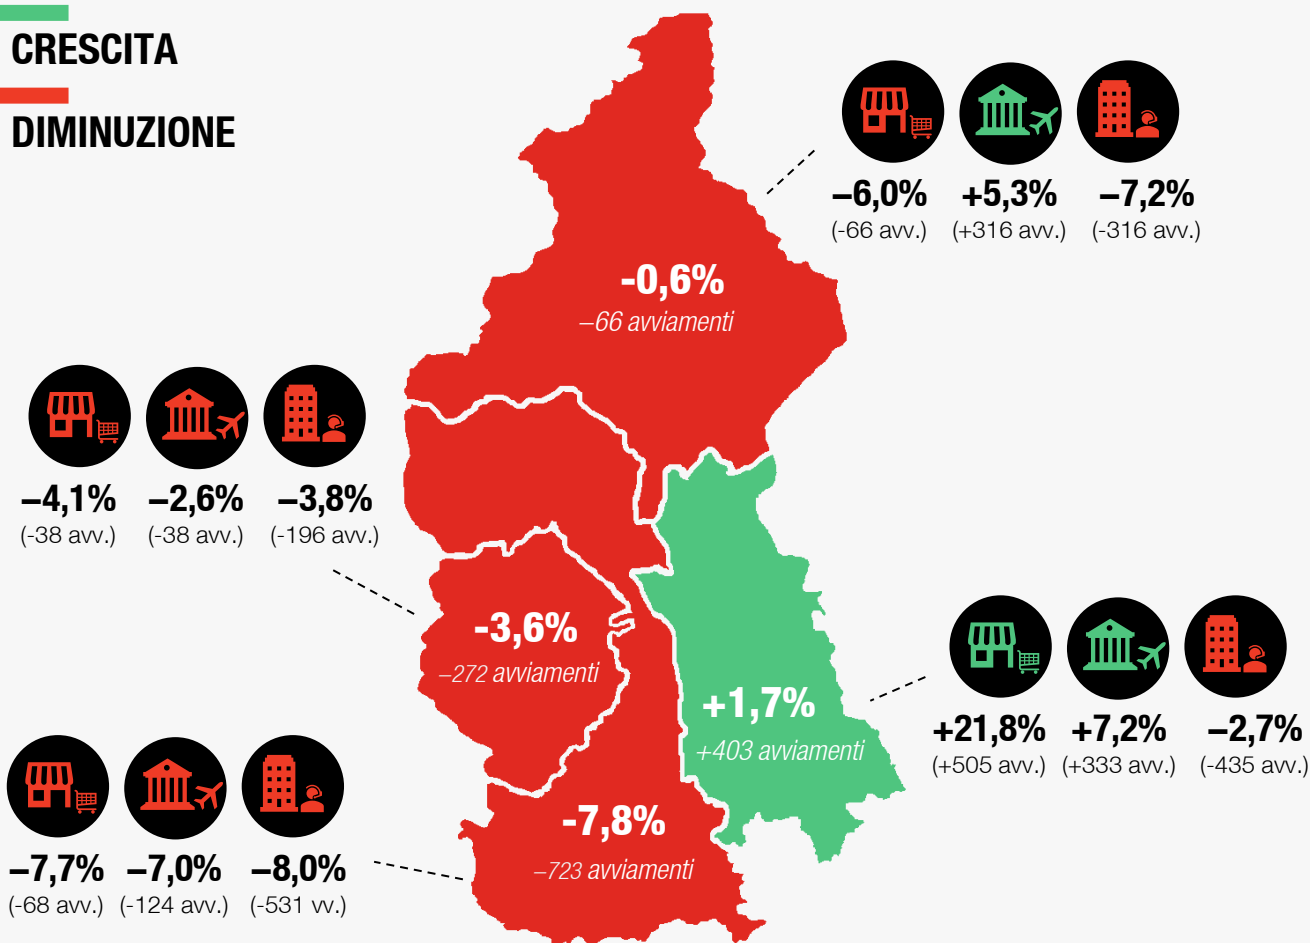 CRESCITA
DIMINUZIONE
–6,0% +5,3% –7,2%
(-66 avv.) (+316 avv.) (-316 avv.)
-0,6%
–66 avviamenti
–4,1% –2,6% –3,8%
(-38 avv.) (-38 avv.) (-196 avv.)
-3,6%
–272 avviamenti
+1,7%
+403 avviamenti
+21,8% +7,2% –2,7%
(+505 avv.) (+333 avv.) (-435 avv.)
-7,8%
–723 avviamenti
–7,7% –7,0% –8,0%
(-68 avv.) (-124 avv.) (-531 vv.)